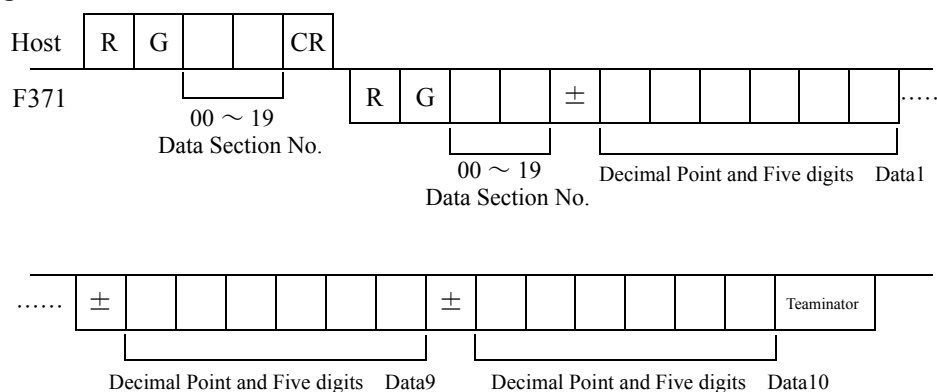 Host R G CR
F371 R G ± ·····
00 ～ 19
Data Section No.
00 ～ 19
Data Section No.
Decimal Point and Five digits Data1
...... ± ± Teaminator
Decimal Point and Five digits Data9 Decimal Point and Five digits Data10